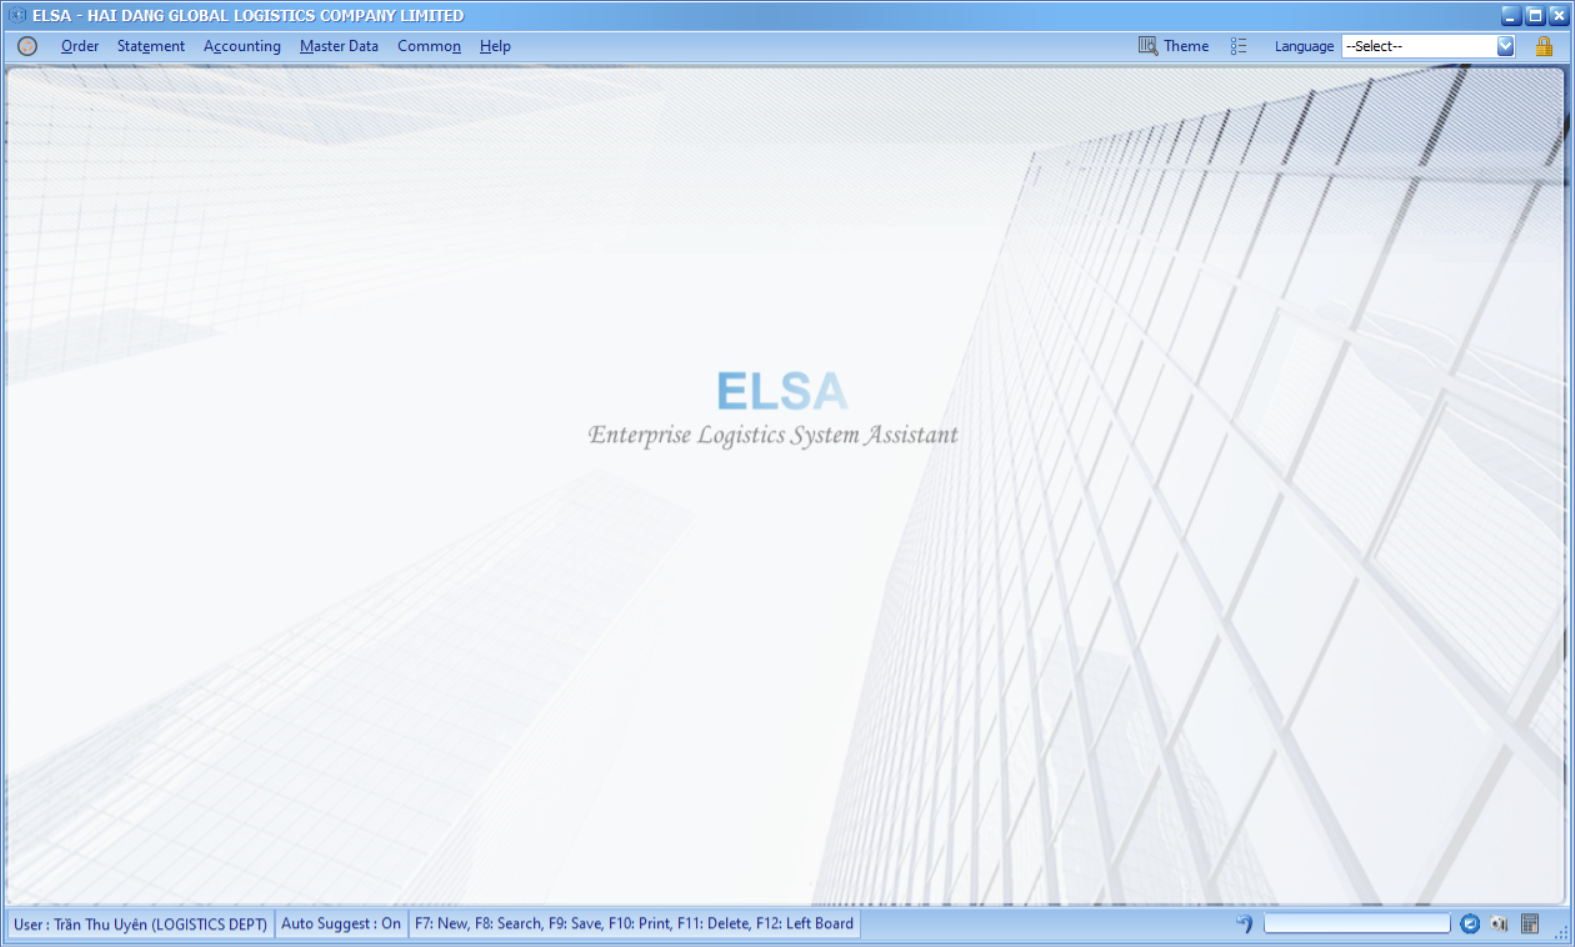 ELSA - HAI DANG GLOBAL LOGISTICS COMPANY LIMITED
Order Statement Accounting Master Data Common Help Theme Language --Select--
ELSA
Enterprise Logistics System Assistant
User : Trần Thu Uyên (LOGISTICS DEPT) Auto Suggest : On F7: New, F8: Search, F9: Save, F10: Print, F11: Delete, F12: Left Board